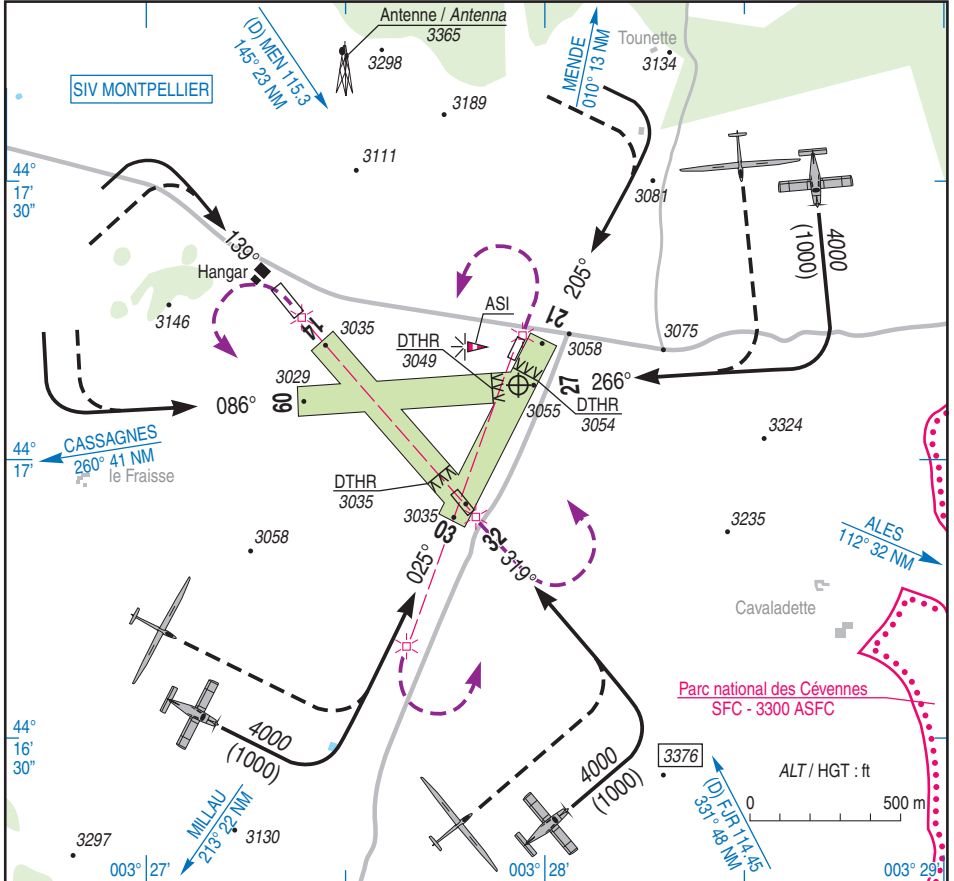 Antenne / Antenna
3365
(D) MEN 115.3
145° 23 NM
3298
MENDE
010° 13 NM
Tounette
3134
SIV MONTPELLIER
3189
3111
44°
17'
30"
3081
4000
(1000)
139°
205°
Hangar
ASI
21
3146
14
3035
DTHR
3049
3058
3075
3029
09
086°
27
266°
3055
DTHR
3054
3324
44°
17'
CASSAGNES
260° 41 NM
le Fraisse
DTHR
3035
3035
03
32
319°
3235
3058
025°
ALES
112° 32 NM
Cavaladette
Parc national des Cévennes
SFC - 3300 ASFC
4000
(1000)
44°
16'
30"
4000
(1000)
3376
ALT / HGT : ft
0
500 m
(D) FJR 114.45
331° 48 NM
MILLAU
213° 22 NM
3130
3297
003° 27'
003° 28'
003° 29'